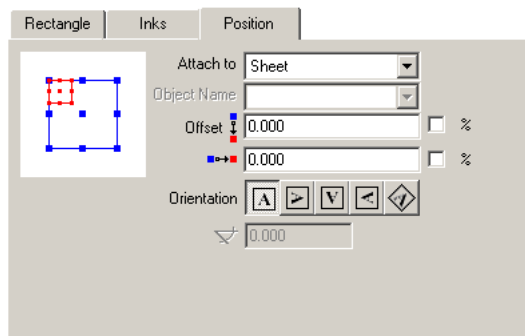 Rectangle Inks Position
Attach to Sheet
Object Name
Offset 0.000 %
0.000 %
Orientation A A A A A
0.000